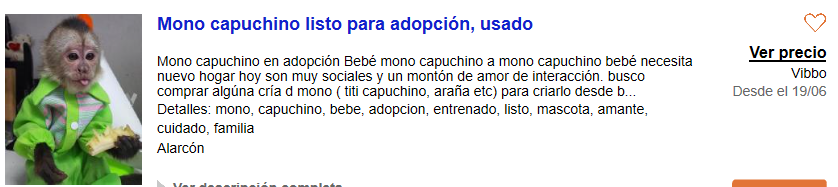 Mono capuchino listo para adopción, usado
Ver precio
Vibbo
Desde el 19/06
Mono capuchino en adopción Bebé mono capuchino a mono capuchino bebé necesita
nuevo hogar hoy son muy sociales y un montón de amor de interacción. busco
comprar algúna cría d mono ( titi capuchino, araña etc) para criarlo desde b...
Detalles: mono, capuchino, bebe, adopcion, entrenado, listo, mascota, amante,
cuidado, familia
Alarcón
Ver descripción completa